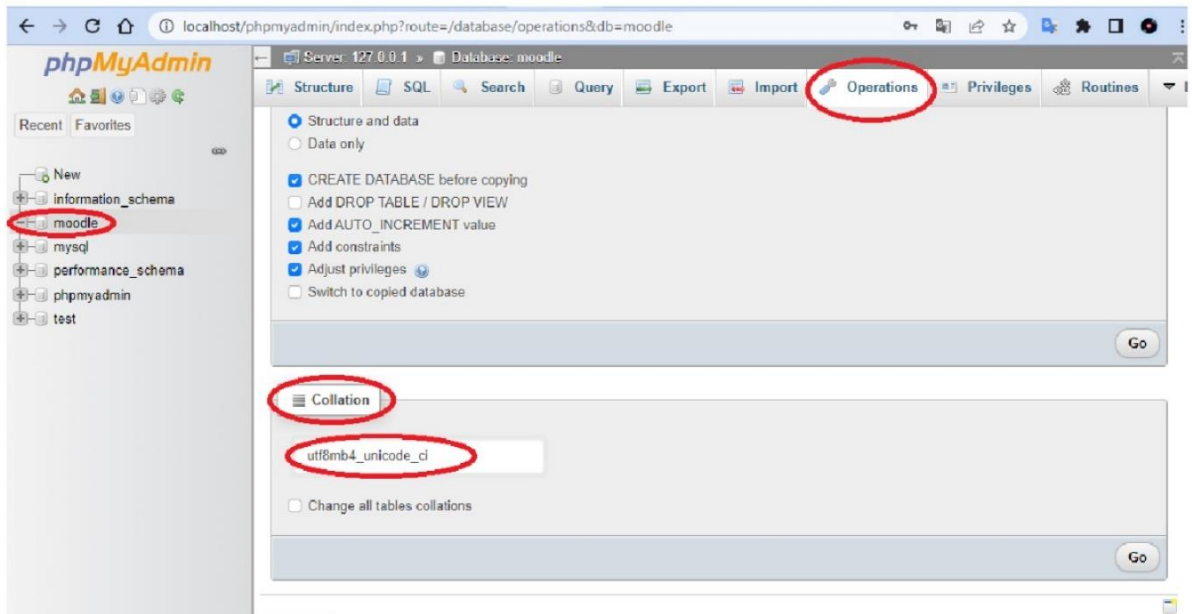 localhost/phpmyadmin/index.php?route=/database/operations&db=moodle
phpMyAdmin
Recent Favorites
New
information_schema
moodle
mysql
performance_schema
phpmyadmin
test
Server: 127.0.0.1 » Database: moodle
Structure SQL Search Query Export Import Operations Privileges Routines
Structure and data
Data only
CREATE DATABASE before copying
Add DROP TABLE / DROP VIEW
Add AUTO_INCREMENT value
Add constraints
Adjust privileges
Switch to copied database
Go
Collation
utf8mb4_unicode_ci
Change all tables collations
Go